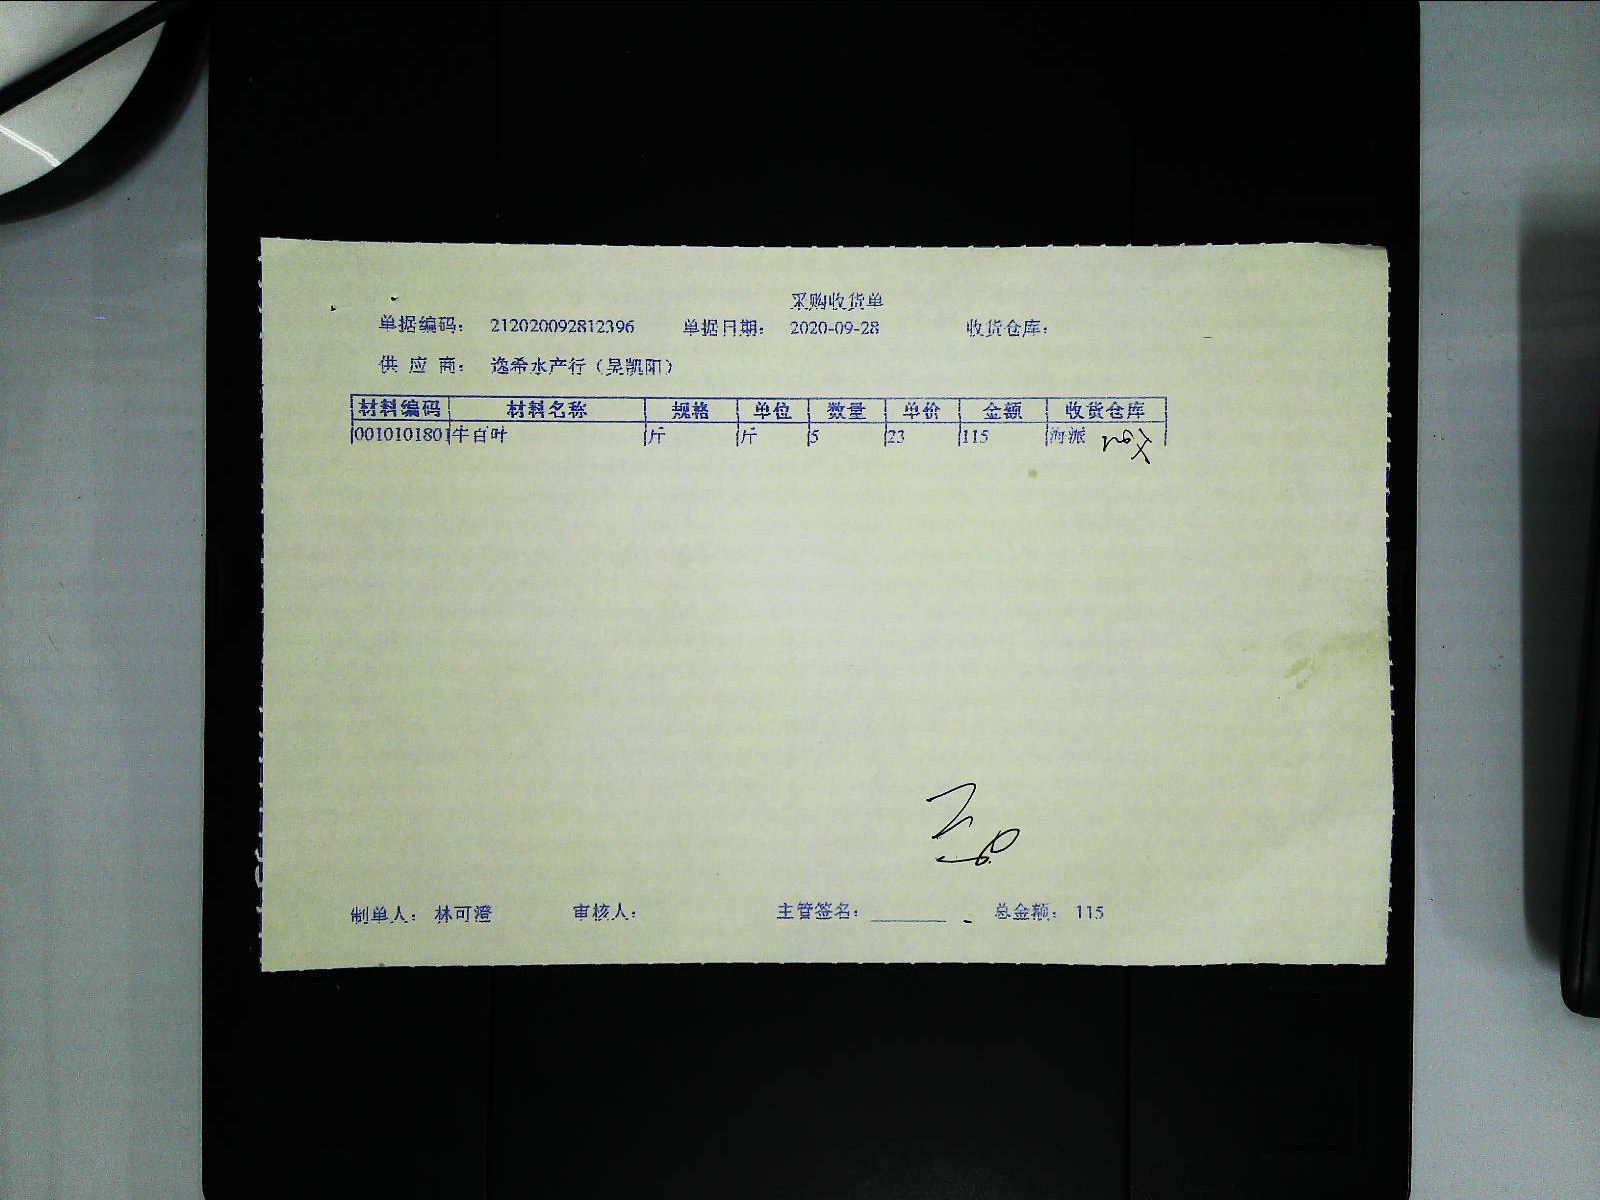 采购收货单
单据编码： 212020092812396 单据日期： 2020-09-28 收货仓库：
供 应 商： 逸希水产行（吴凯阳）
材料编码 材料名称 规格 单位 数量 单价 金额 收货仓库
0010101801 牛百叶 斤 斤 5 23 115 海派
制单人： 林可澄 审核人： 主管签名： 总金额： 115